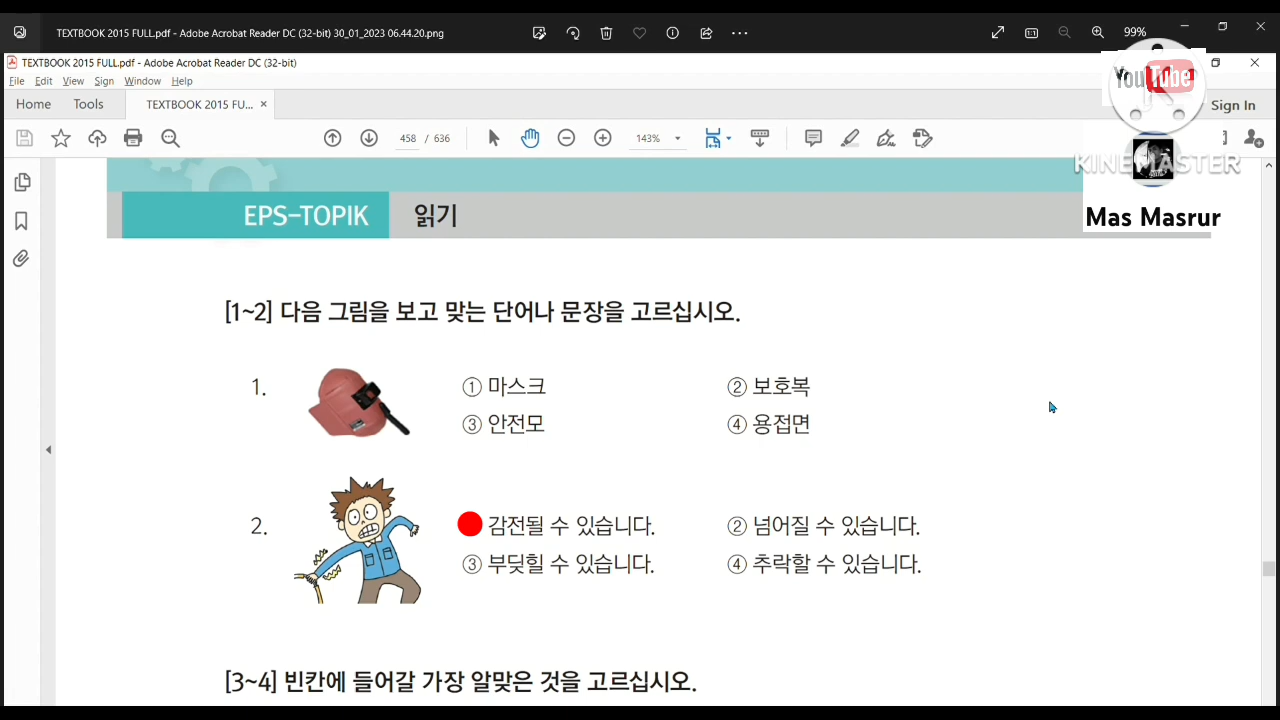 TEXTBOOK 2015 FULL.pdf - Adobe Acrobat Reader DC (32-bit) 30_01_2023 06.44.20.png
99%
TEXTBOOK 2015 FULL.pdf - Adobe Acrobat Reader DC (32-bit)
File Edit View Sign Window Help
YouTube
Home Tools TEXTBOOK 2015 FU... × Sign In
458 / 636 143%
KINEMASTER
Mas Masrur
EPS-TOPIK 읽기
[1~2] 다음 그림을 보고 맞는 단어나 문장을 고르십시오.
1. ① 마스크 ② 보호복
③ 안전모 ④ 용접면
2. 감전될 수 있습니다. ② 넘어질 수 있습니다.
③ 부딪힐 수 있습니다. ④ 추락할 수 있습니다.
[3~4] 빈칸에 들어갈 가장 알맞은 것을 고르십시오.